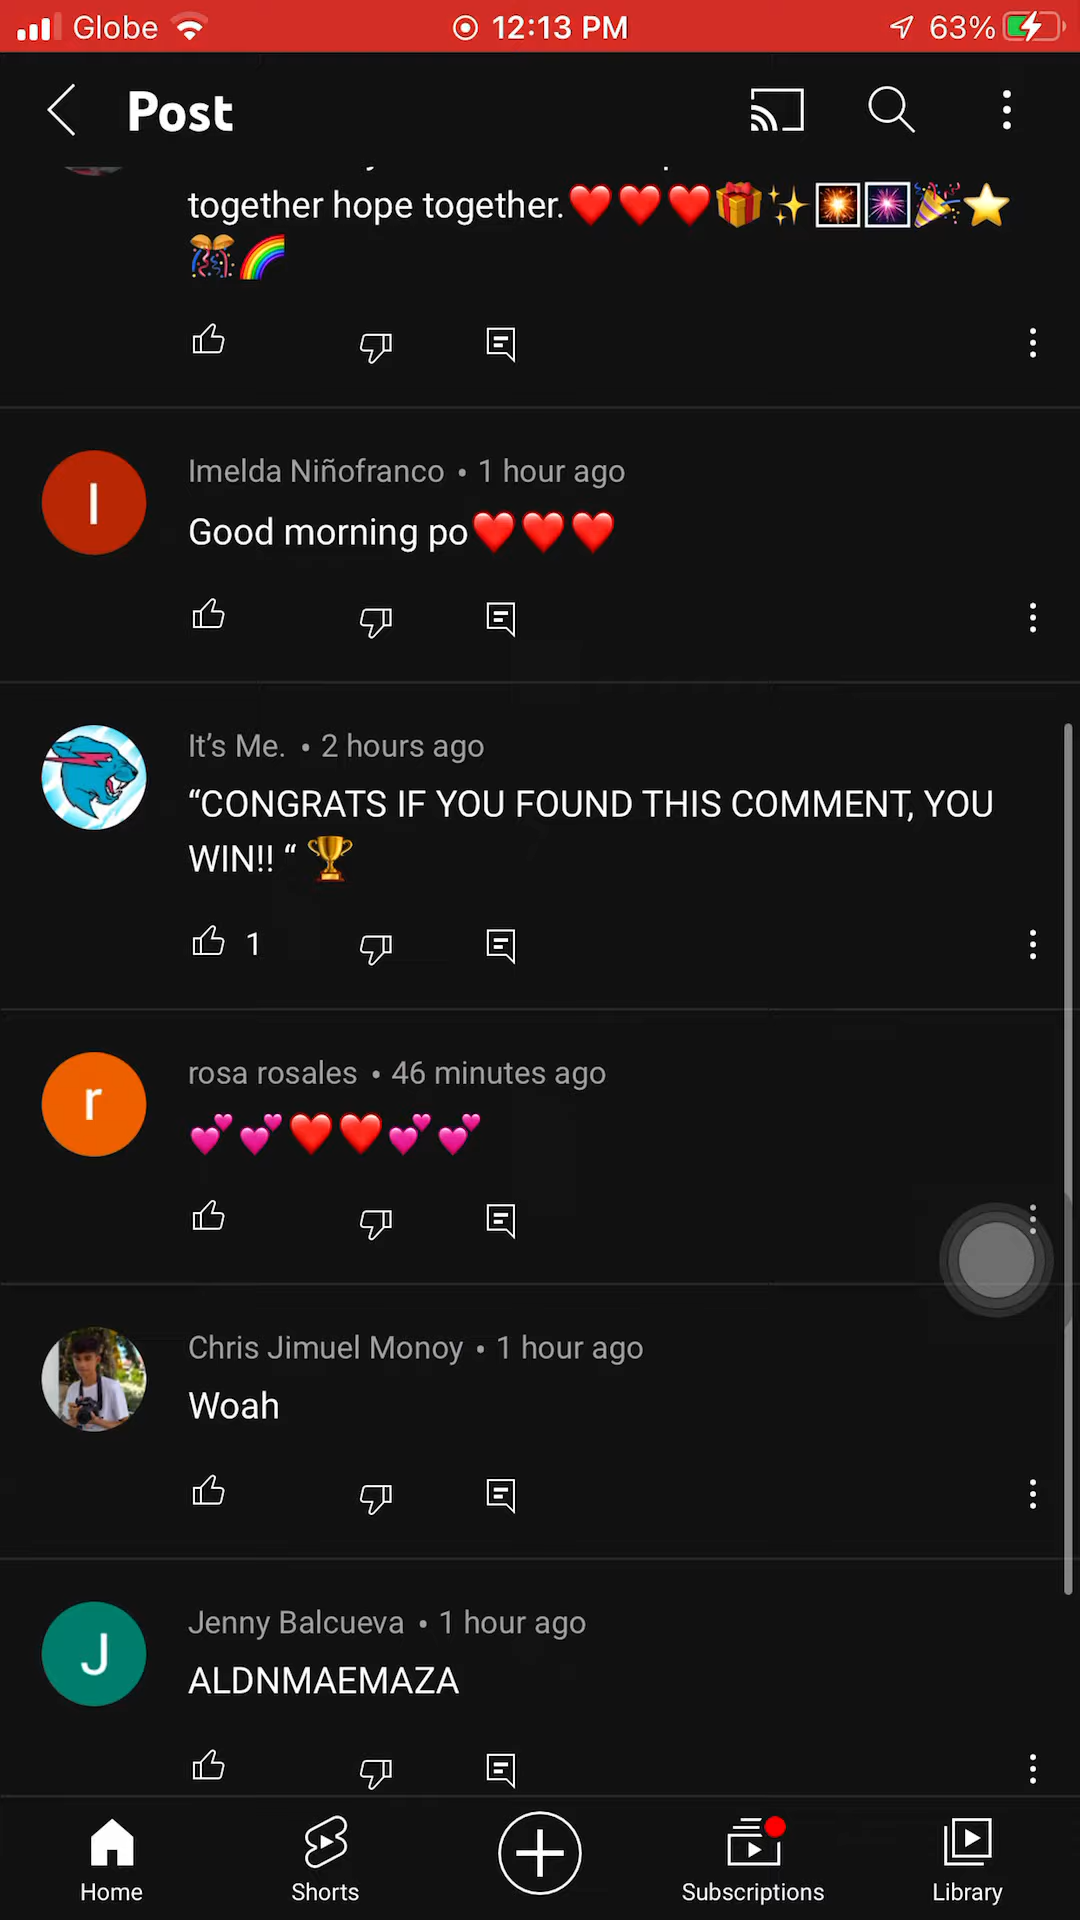 Globe 12:13 PM 63%
Post
together hope together.❤️❤️❤️🎁✨🎇🎆🎉⭐
🎊🌈
I
Imelda Niñofranco • 1 hour ago
Good morning po❤️❤️❤️
It’s Me. • 2 hours ago
“CONGRATS IF YOU FOUND THIS COMMENT, YOU
WIN!! “ 🏆
1
r
rosa rosales • 46 minutes ago
💕💕❤️❤️💕💕
Chris Jimuel Monoy • 1 hour ago
Woah
J
Jenny Balcueva • 1 hour ago
ALDNMAEMAZA
Home Shorts Subscriptions Library